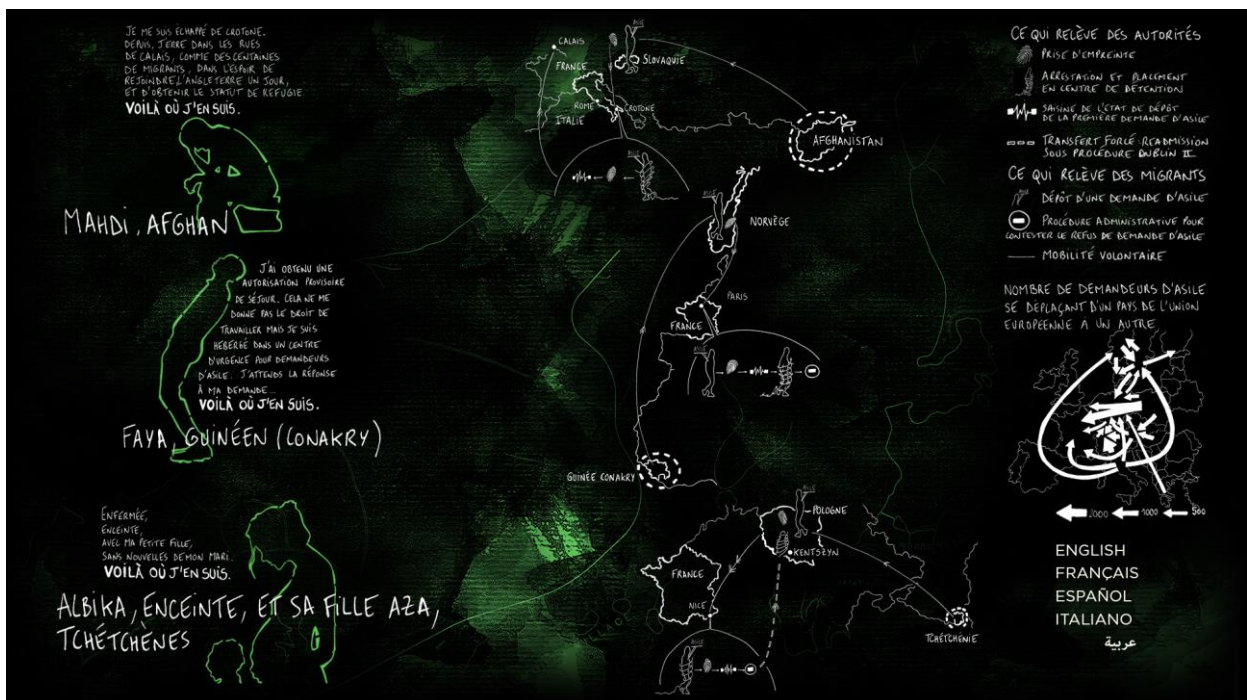 JE ME SUIS ÉCHAPPÉ DE CROTONE.
DEPUIS, J'ERRE DANS LES RUES
DE CALAIS, COMME DES CENTAINES
DE MIGRANTS, DANS L'ESPOIR DE
REJOINDRE L'ANGLETERRE UN JOUR,
ET D'OBTENIR LE STATUT DE REFUGIE.
VOILÀ OÙ J'EN SUIS.
MAHDI, AFGHAN
J'AI OBTENU UNE
AUTORISATION PROVISOIRE
DE SÉJOUR. CELA NE ME
DONNE PAS LE DROIT DE
TRAVAILLER MAIS JE SUIS
HÉBERGÉ DANS UN CENTRE
D'URGENCE POUR DEMANDEURS
D'ASILE. J'ATTENDS LA RÉPONSE
À MA DEMANDE...
VOILÀ OÙ J'EN SUIS.
FAYA, GUINÉEN (CONAKRY)
ENFERMÉE,
ENCEINTE,
AVEC MA PETITE FILLE,
SANS NOUVELLES DE MON MARI.
VOILÀ OÙ J'EN SUIS.
ALBIKA, ENCEINTE, ET SA FILLE AZA,
TCHÉTCHÈNES
CALAIS
FRANCE
ASILE
SLOVAQUIE
ROME
ITALIE
CROTONE
AFGHANISTAN
ASILE
ASILE
NORVÈGE
PARIS
FRANCE
ASILE
GUINÉE CONAKRY
ASILE
POLOGNE
KENTSZYN
FRANCE
NICE
TCHÉTCHÉNIE
ASILE
CE QUI RELÈVE DES AUTORITÉS
PRISE D'EMPREINTE
ARRESTATION ET PLACEMENT
EN CENTRE DE DÉTENTION
SAISINE DE L'ÉTAT DE DÉPÔT
DE LA PREMIÈRE DEMANDE D'ASILE
TRANSFERT FORCÉ: READMISSION
SOUS PROCÉDURE DUBLIN II
CE QUI RELÈVE DES MIGRANTS
DÉPÔT D'UNE DEMANDE D'ASILE
PROCÉDURE ADMINISTRATIVE POUR
CONTESTER LE REFUS DE DEMANDE D'ASILE
MOBILITÉ VOLONTAIRE
NOMBRE DE DEMANDEURS D'ASILE
SE DÉPLAÇANT D'UN PAYS DE L'UNION
EUROPÉENNE À UN AUTRE
2000 1000 500
ENGLISH
FRANÇAIS
ESPAÑOL
ITALIANO
عربية